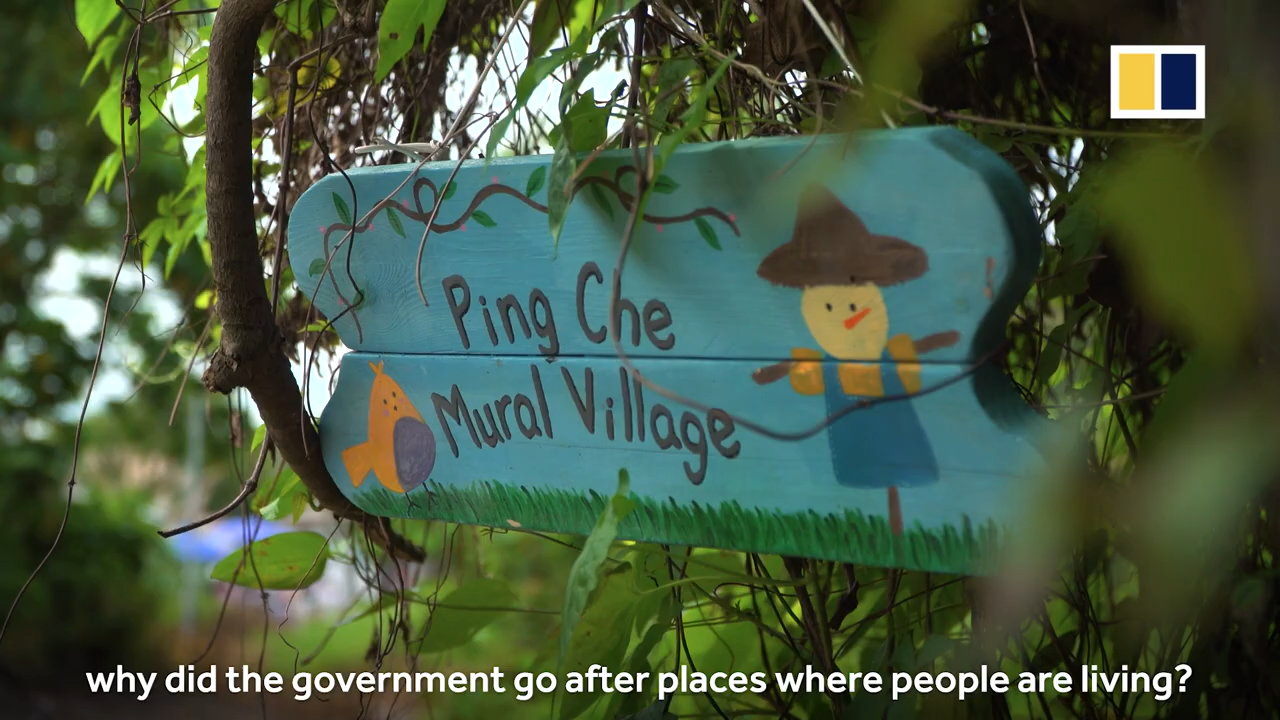 Ping Che
Mural Village
why did the government go after places where people are living?